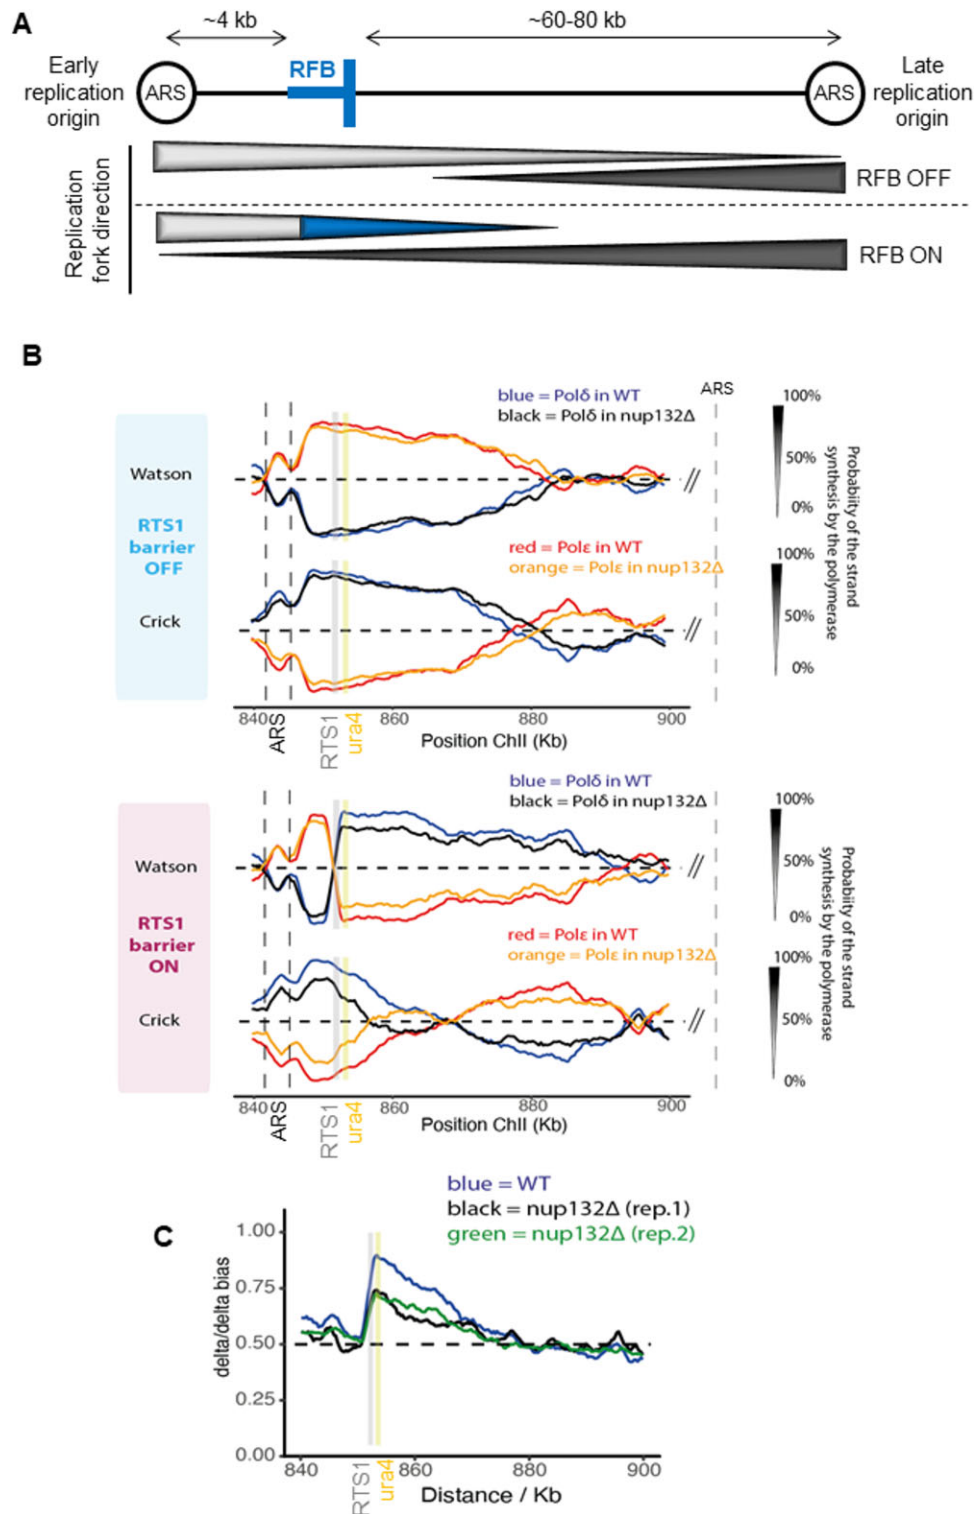 A
~4 kb
~60-80 kb
Early
replication
origin
ARS
RFB
ARS
Late
replication
origin
Replication
fork direction
RFB OFF
RFB ON
B
blue = Polδ in WT
black = Polδ in nup132Δ
ARS
100%
Watson
50%
0%
Probability of the strand
synthesis by the polymerase
RTS1
barrier
OFF
red = Polε in WT
orange = Polε in nup132Δ
100%
Crick
50%
0%
840
860
880
900
ARS
RTS1
ura4
Position ChII (Kb)
blue = Polδ in WT
black = Polδ in nup132Δ
100%
Watson
50%
0%
Probability of the strand
synthesis by the polymerase
RTS1
barrier
ON
red = Polε in WT
orange = Polε in nup132Δ
100%
Crick
50%
0%
840
860
880
900
ARS
RTS1
ura4
Position ChII (Kb)
C
blue = WT
black = nup132Δ (rep.1)
green = nup132Δ (rep.2)
delta/delta bias
1.00
0.75
0.50
0.25
0.00
840
860
880
900
RTS1
ura4
Distance / Kb